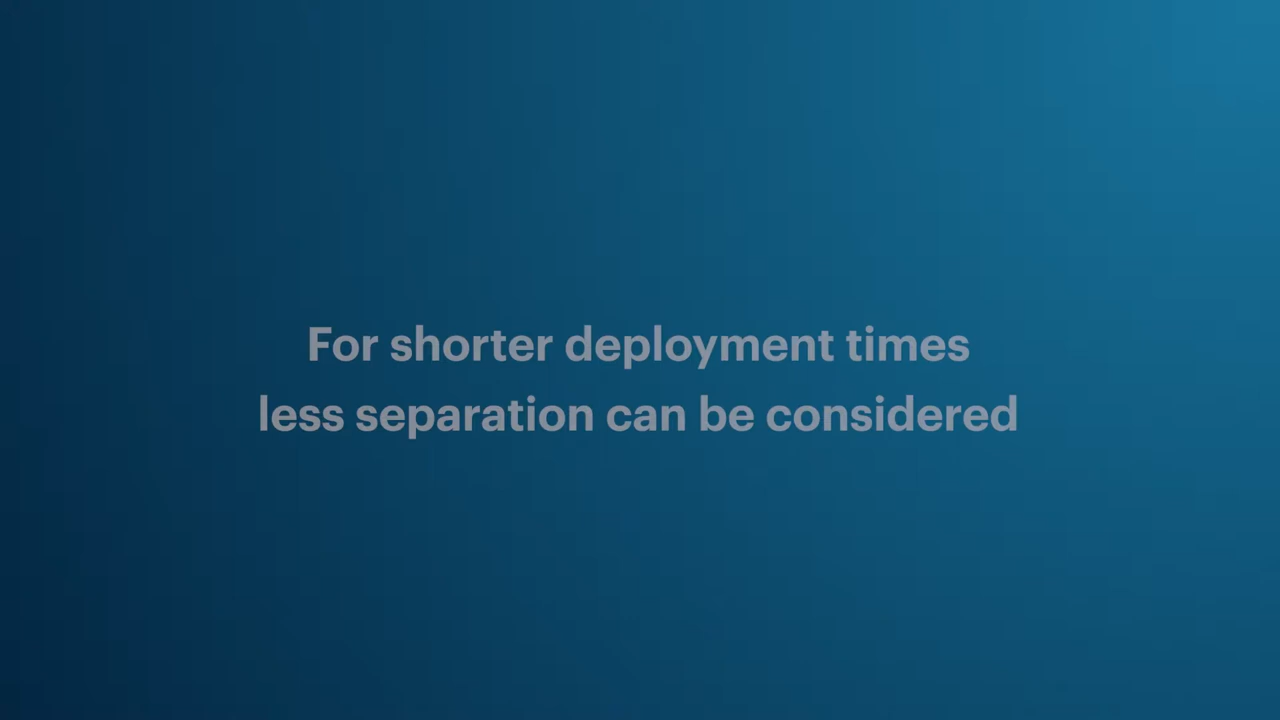 For shorter deployment times
less separation can be considered